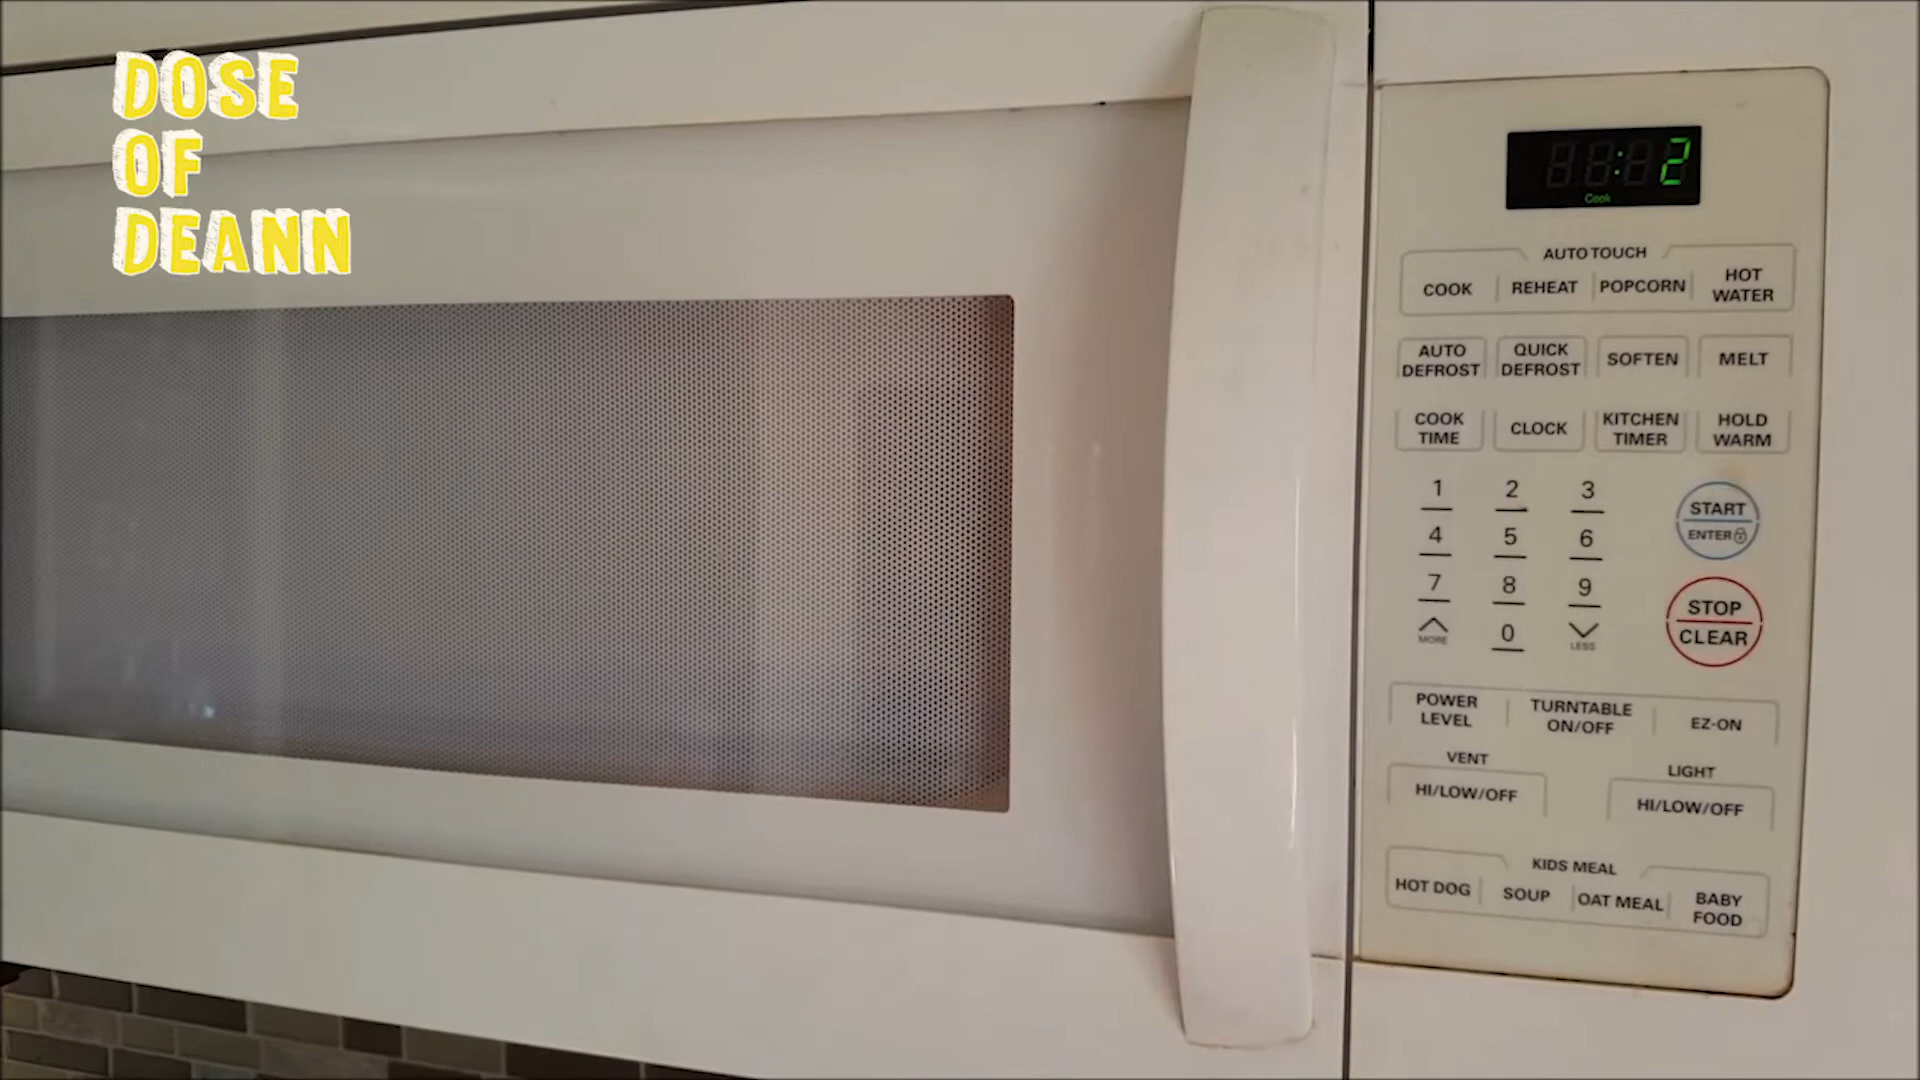 DOSE
OF
DEANN
: 2
Cook
AUTO TOUCH
COOK REHEAT POPCORN HOT WATER
AUTO DEFROST QUICK DEFROST SOFTEN MELT
COOK TIME CLOCK KITCHEN TIMER HOLD WARM
1 2 3
START
ENTER
4 5 6
7 8 9
STOP
CLEAR
MORE 0 LESS
POWER LEVEL TURNTABLE ON/OFF EZ-ON
VENT LIGHT
HI/LOW/OFF HI/LOW/OFF
KIDS MEAL
HOT DOG SOUP OAT MEAL BABY FOOD